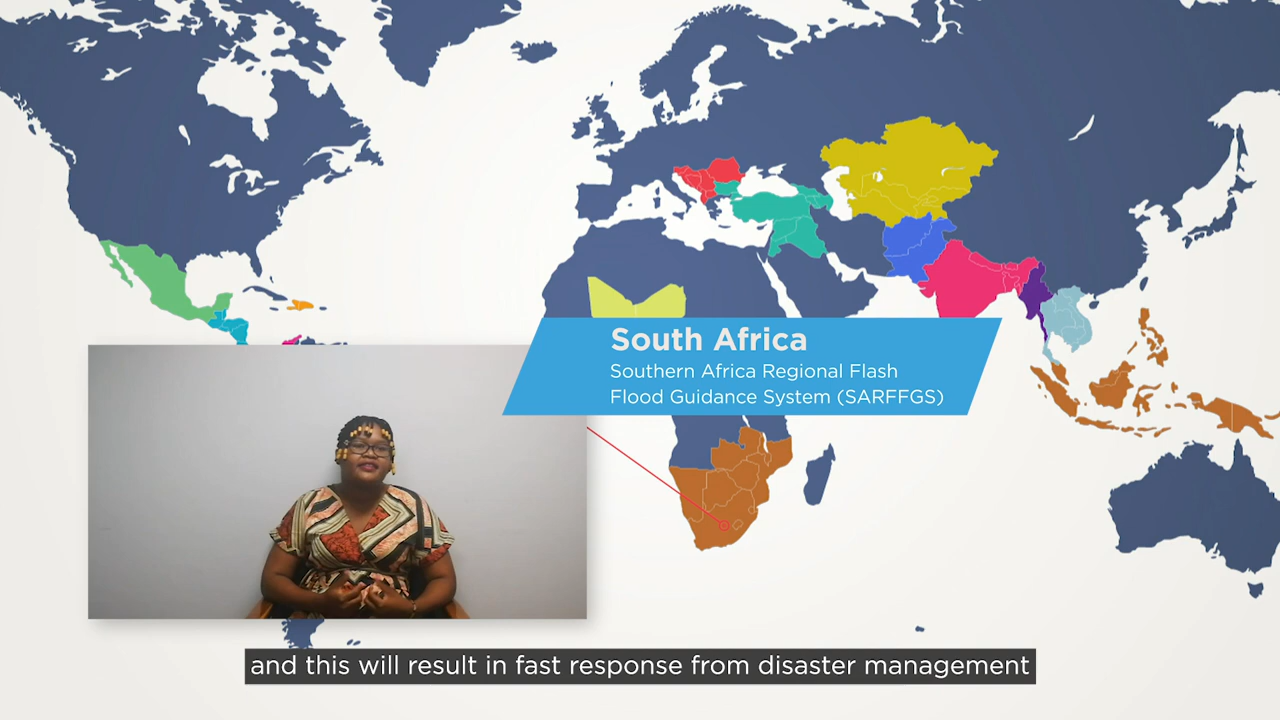 South Africa
Southern Africa Regional Flash
Flood Guidance System (SARFFGS)
and this will result in fast response from disaster management